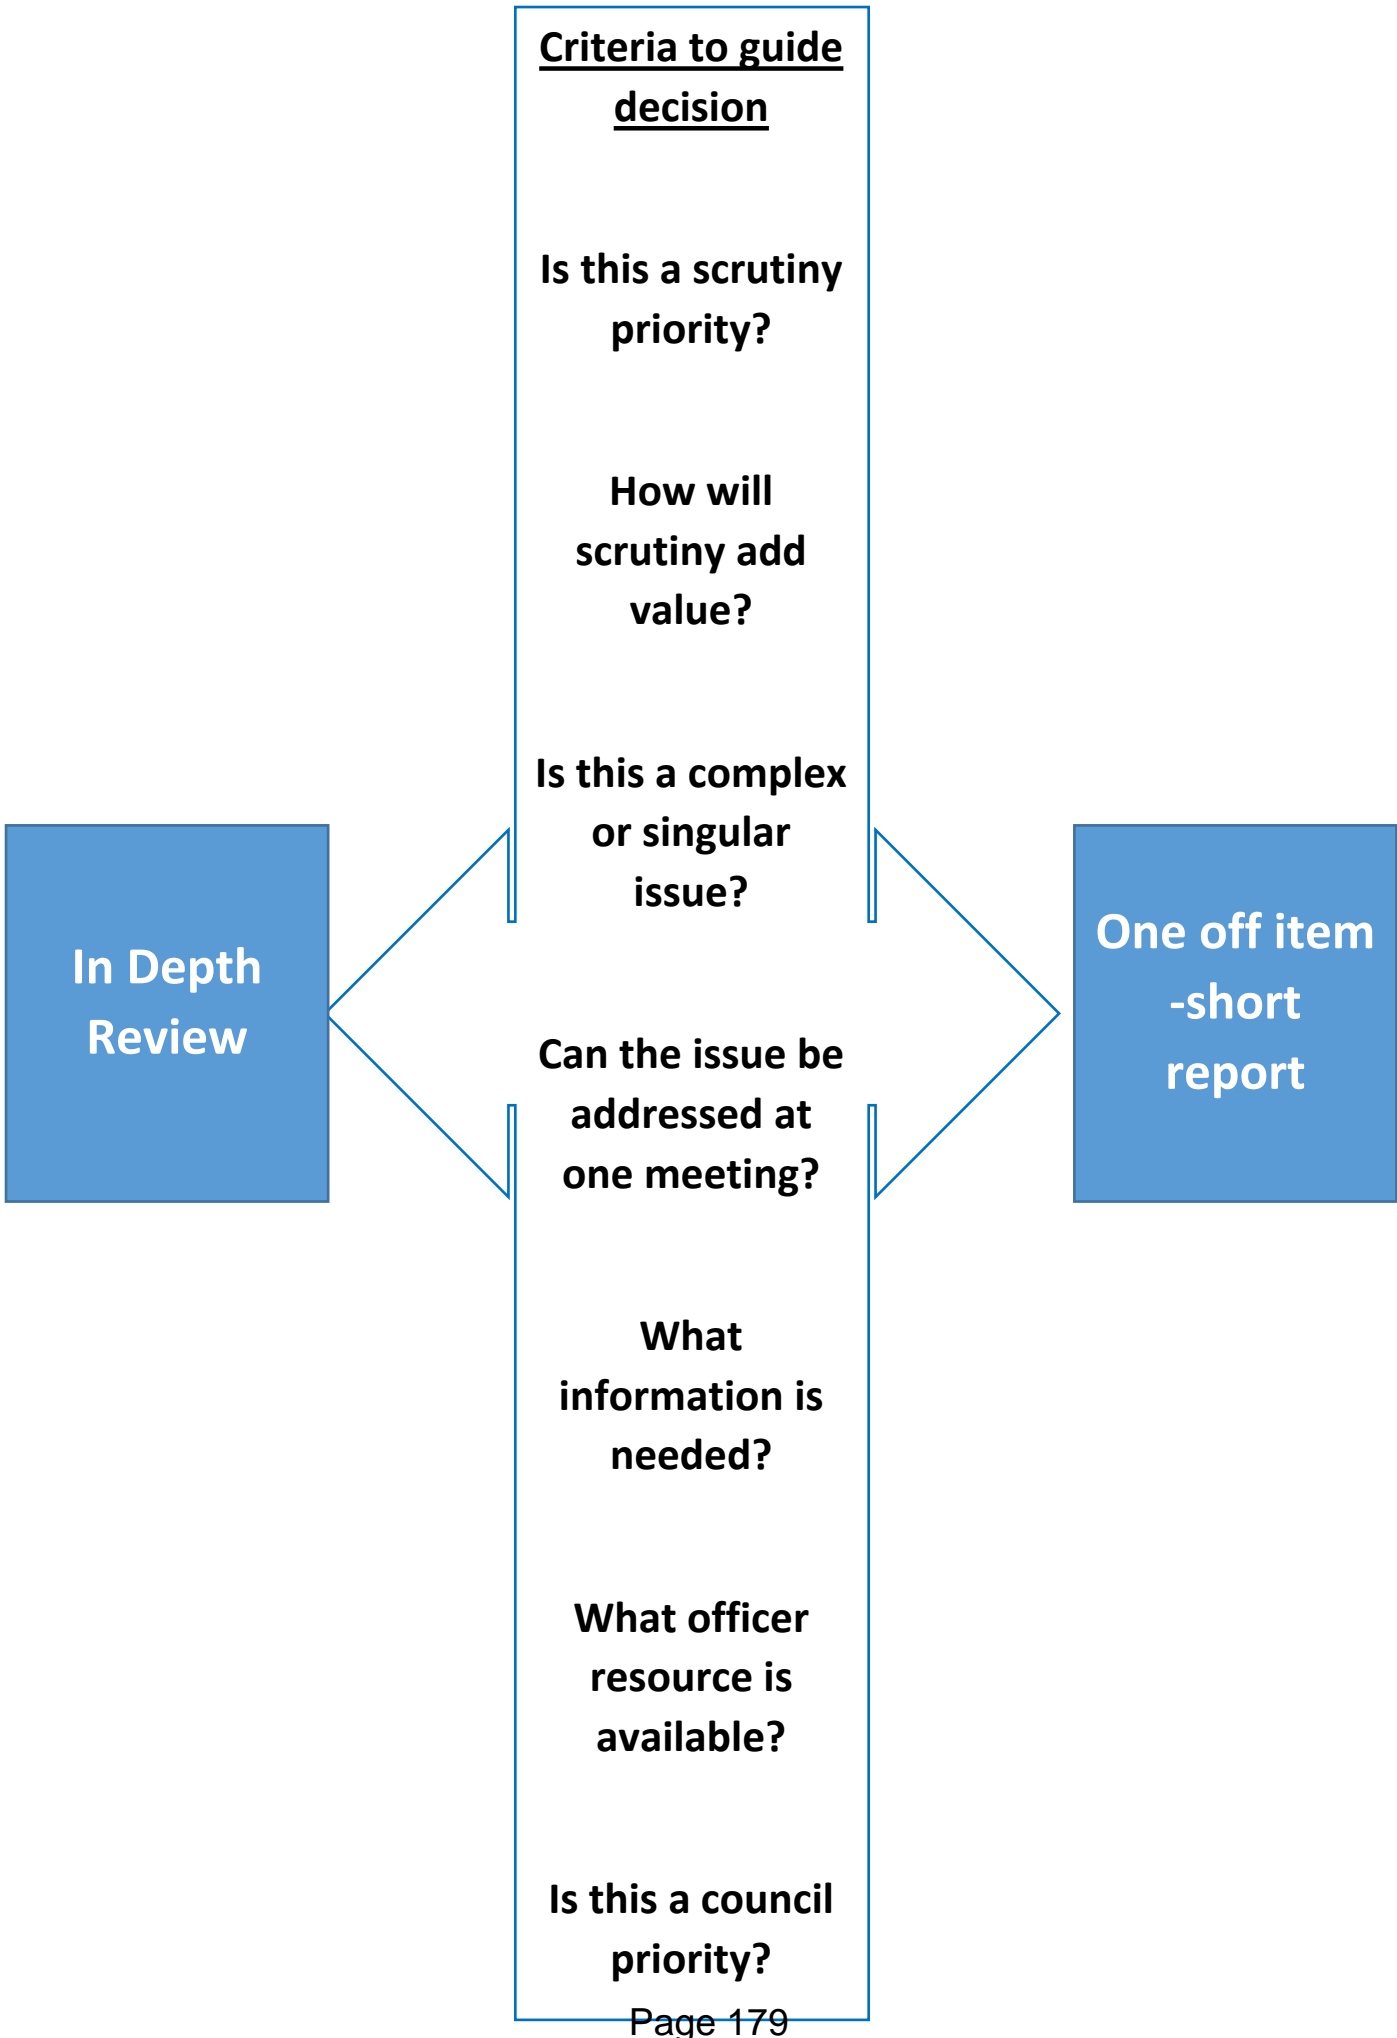 Criteria to guide
decision
Is this a scrutiny
priority?
How will
scrutiny add
value?
Is this a complex
or singular
issue?
Can the issue be
addressed at
one meeting?
What
information is
needed?
What officer
resource is
available?
Is this a council
priority?
In Depth
Review
One off item
-short
report
Page 179